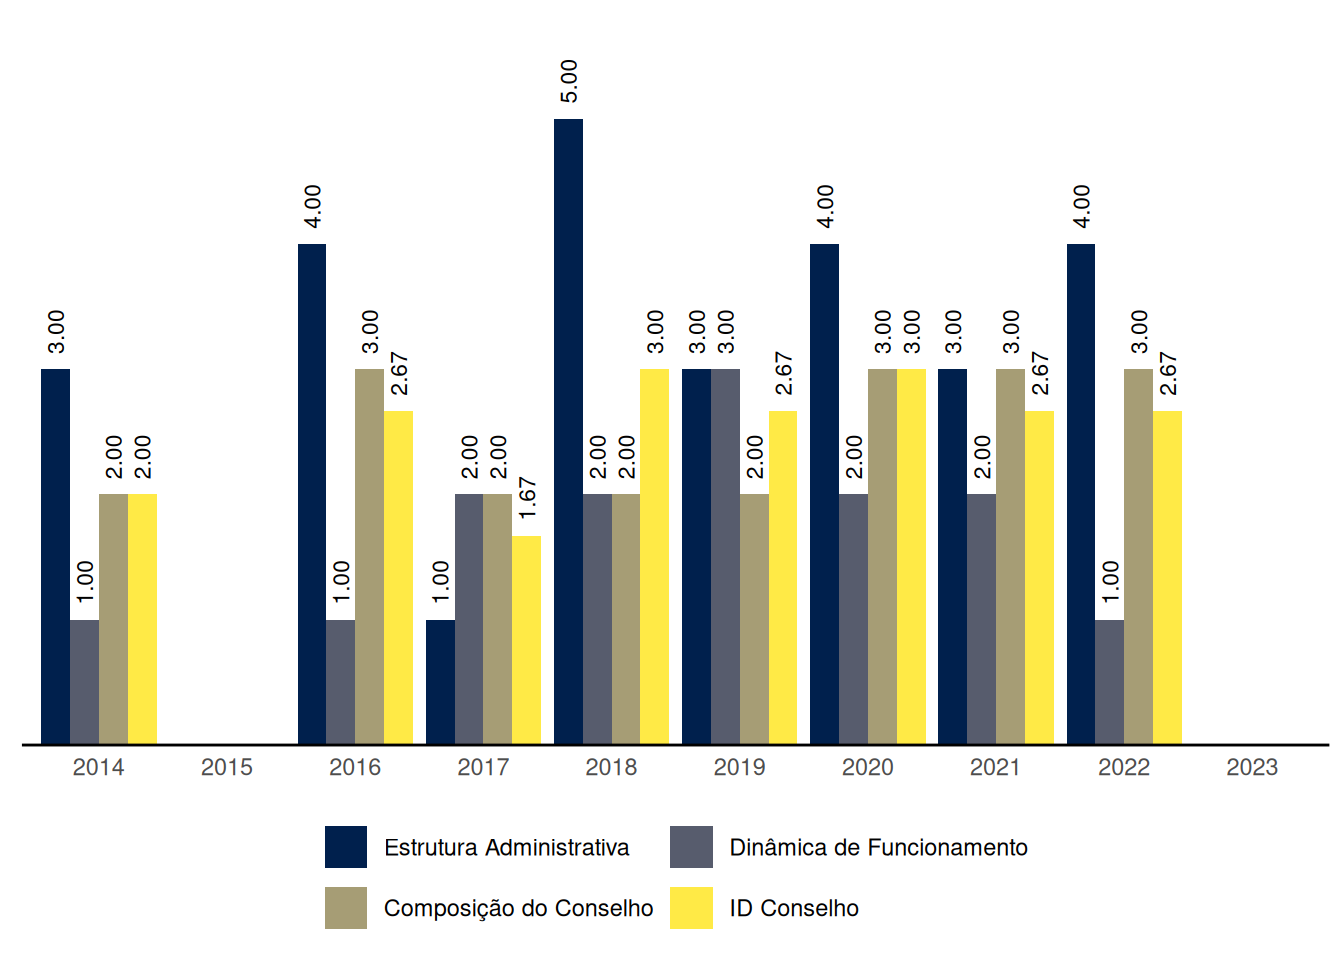 5.00
4.00 4.00 4.00
3.00 3.00 3.00 3.00 3.00 3.00 3.00 3.00 3.00 3.00
2.67 2.67 2.67 2.67
2.00 2.00 2.00 2.00 2.00 2.00 2.00 2.00 2.00
1.67
1.00 1.00 1.00 1.00
2014 2015 2016 2017 2018 2019 2020 2021 2022 2023
Estrutura Administrativa Dinâmica de Funcionamento
Composição do Conselho ID Conselho